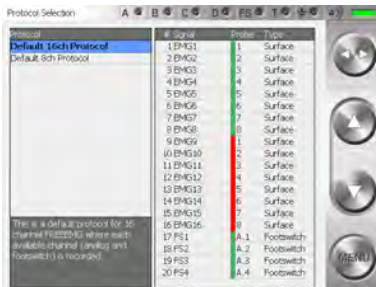 Protocol Selection A B C D FS T
Protocol
Default 16ch Protocol
Default 8ch Protocol
This is a default protocol for 16
channel FREEEMG where each
available channel (analog and
footswitch) is recorded.
# Signal Probe Type
1 EMG1 1 Surface
2 EMG2 2 Surface
3 EMG3 3 Surface
4 EMG4 4 Surface
5 EMG5 5 Surface
6 EMG6 6 Surface
7 EMG7 7 Surface
8 EMG8 8 Surface
9 EMG9 1 Surface
10 EMG10 2 Surface
11 EMG11 3 Surface
12 EMG12 4 Surface
13 EMG13 5 Surface
14 EMG14 6 Surface
15 EMG15 7 Surface
16 EMG16 8 Surface
17 FS1 A.1 Footswitch
18 FS2 A.2 Footswitch
19 FS3 A.3 Footswitch
20 FS4 A.4 Footswitch
MENU